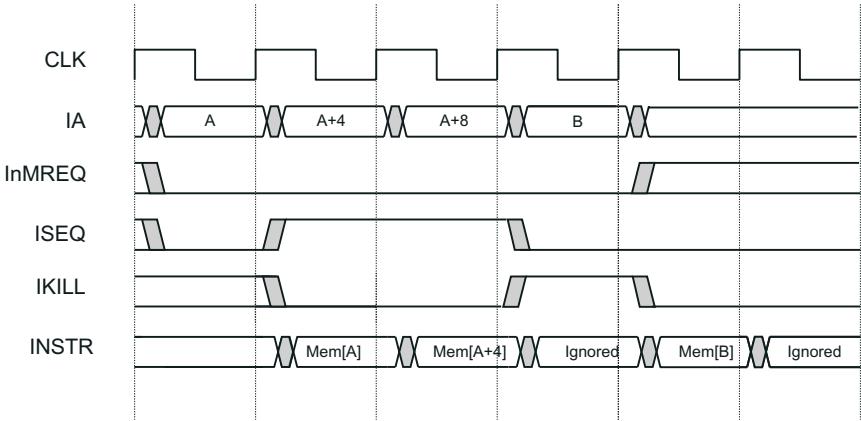 CLK
IA A A+4 A+8 B
InMREQ
ISEQ
IKILL
INSTR Mem[A] Mem[A+4] Ignored Mem[B] Ignored